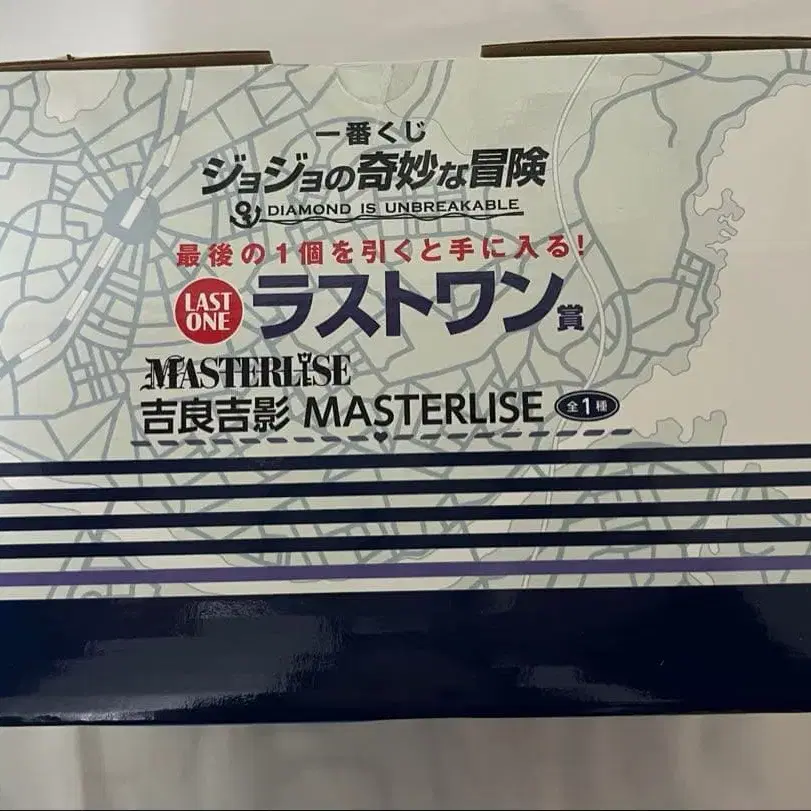 一番くじ
ジョジョの奇妙な冒険
DIAMOND IS UNBREAKABLE
最後の1個を引くと手に入る!
LAST ONE ラストワン賞
MASTERLISE
吉良吉影 MASTERLISE 全1種